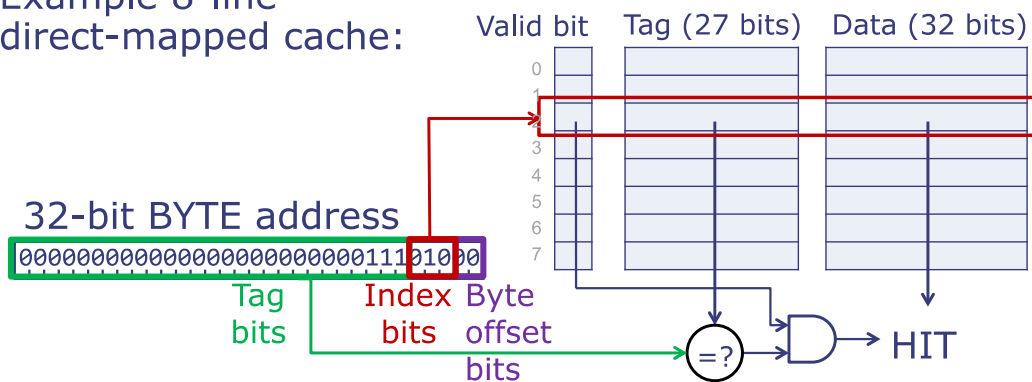 Example 8-line
direct-mapped cache:
Valid bit Tag (27 bits) Data (32 bits)
0
1
2
3
4
5
6
7
32-bit BYTE address
00000000000000000000000011101000
Tag bits
Index bits
Byte offset bits
=?
HIT